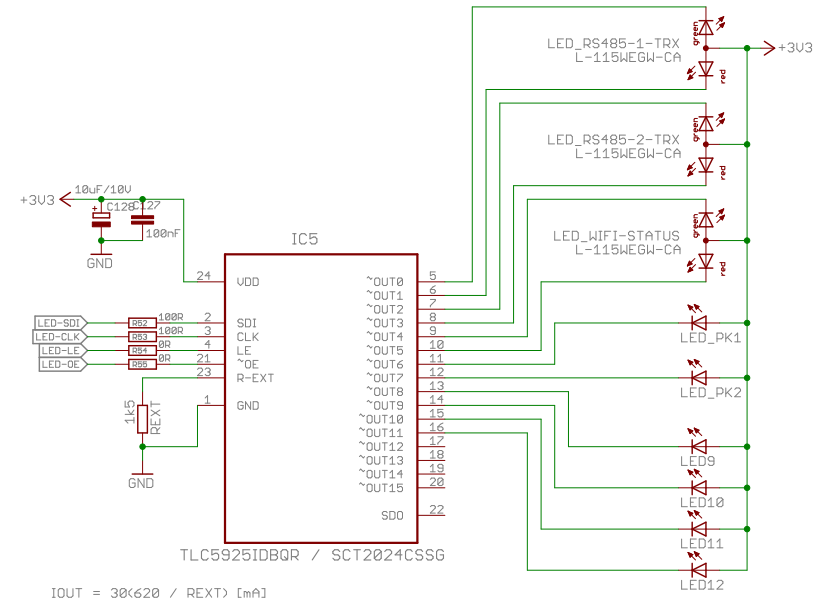 green
LED_RS485-1-TRX
L-115WEGW-CA
+3V3
red
green
LED_RS485-2-TRX
L-115WEGW-CA
red
+3V3
10uF/10V
+
C128
C127
100nF
GND
green
LED_WIFI-STATUS
L-115WEGW-CA
red
IC5
24 VDD
~OUT0 5
~OUT1 6
~OUT2 7
LED-SDI R52 100R 2 SDI
~OUT3 8
LED-CLK R53 100R 3 CLK
~OUT4 9
LED-LE R54 0R 4 LE
~OUT5 10
LED-OE R55 0R 21 ~OE
~OUT6 11
23 R-EXT
~OUT7 12
~OUT8 13
1 GND
~OUT9 14
~OUT10 15
~OUT11 16
~OUT12 17
~OUT13 18
~OUT14 19
~OUT15 20
SDO 22
1k5
REXT
GND
LED_PK1
LED_PK2
LED9
LED10
LED11
LED12
TLC5925IDBQR / SCT2024CSSG
IOUT = 30(620 / REXT) [mA]